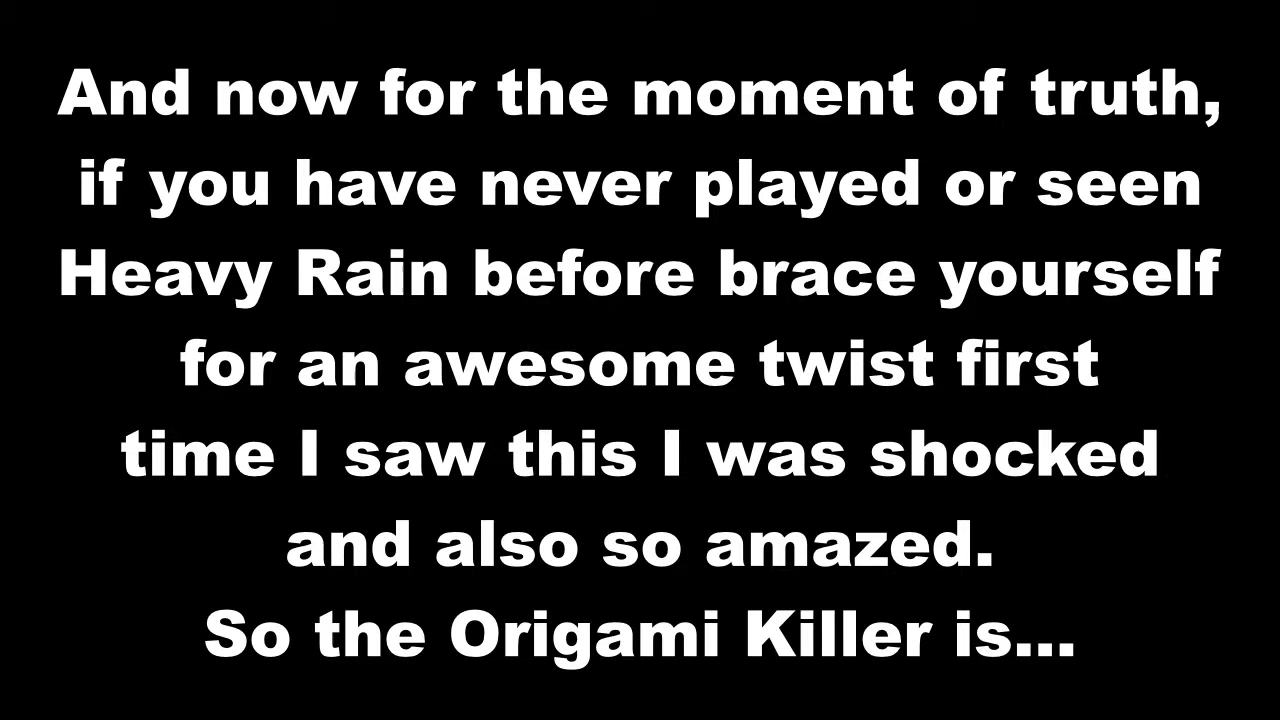 And now for the moment of truth,
if you have never played or seen
Heavy Rain before brace yourself
for an awesome twist first
time I saw this I was shocked
and also so amazed.
So the Origami Killer is...